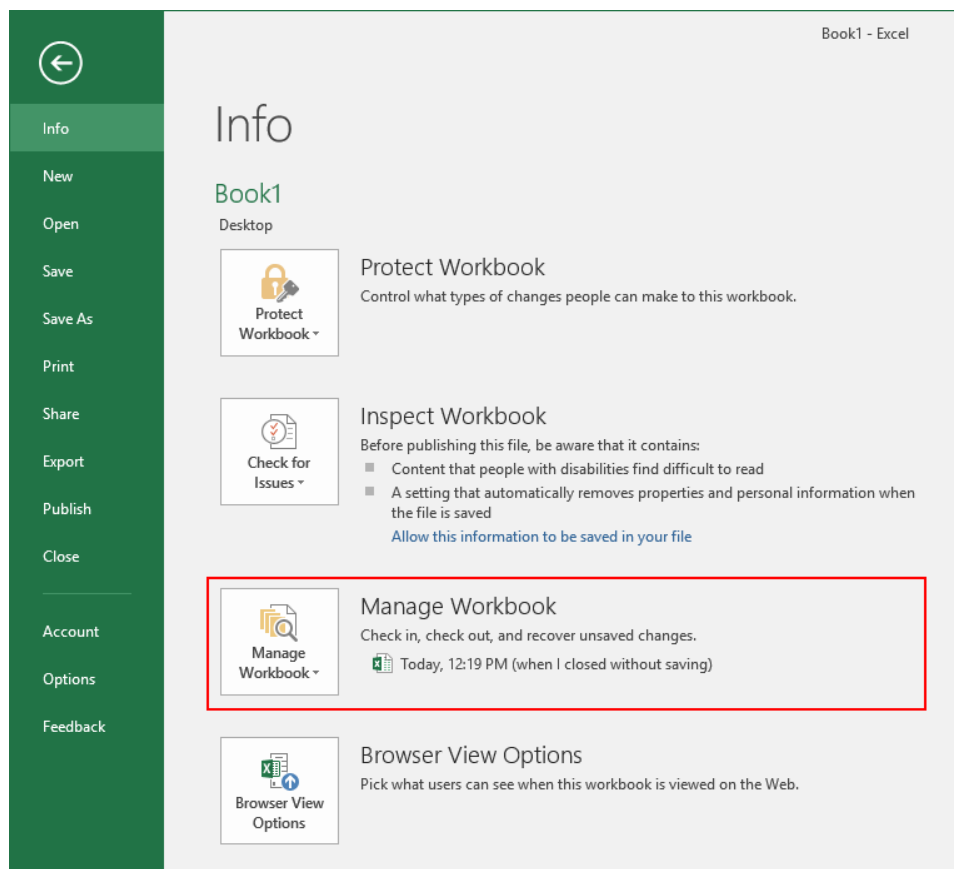 Book1 - Excel
Info
New
Open
Save
Save As
Print
Share
Export
Publish
Close
Account
Options
Feedback
Info
Book1
Desktop
Protect
Workbook
Protect Workbook
Control what types of changes people can make to this workbook.
Check for
Issues
Inspect Workbook
Before publishing this file, be aware that it contains:
Content that people with disabilities find difficult to read
A setting that automatically removes properties and personal information when
the file is saved
Allow this information to be saved in your file
Manage
Workbook
Manage Workbook
Check in, check out, and recover unsaved changes.
Today, 12:19 PM (when I closed without saving)
Browser View
Options
Browser View Options
Pick what users can see when this workbook is viewed on the Web.